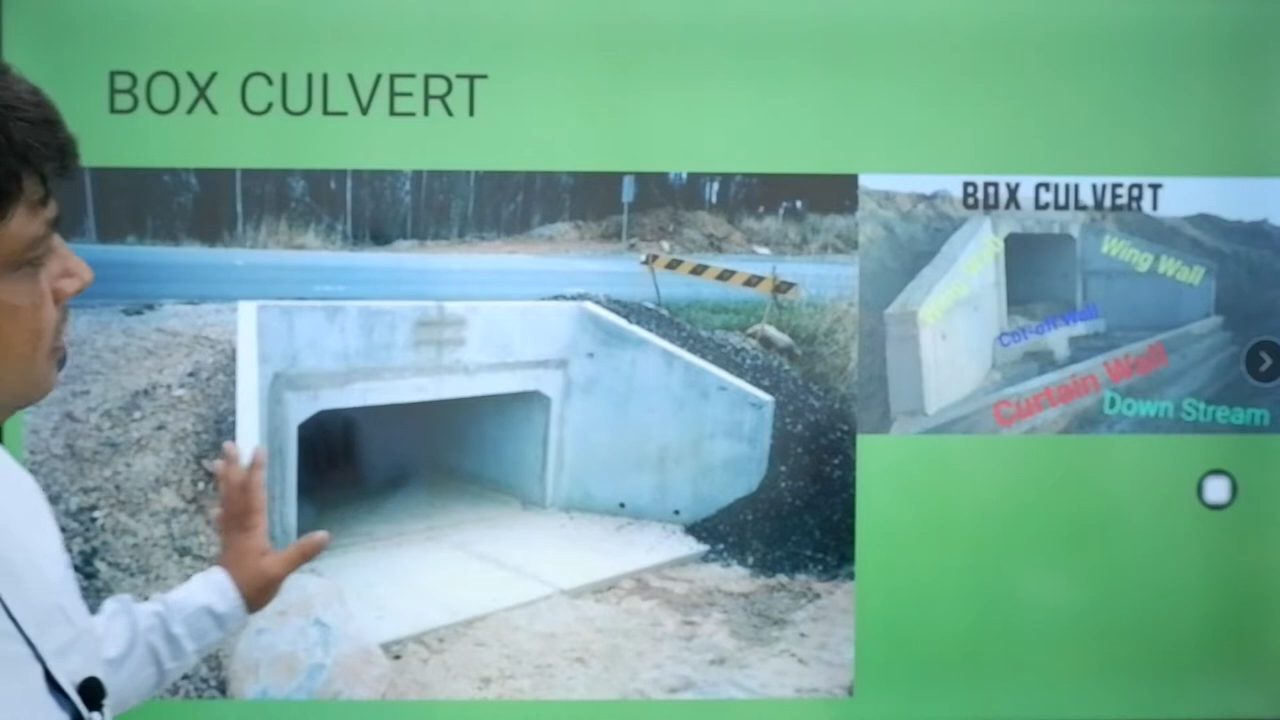 BOX CULVERT
BOX CULVERT
Wing Wall
Wing Wall
Cut-off Wall
Curtain Wall
Down Stream